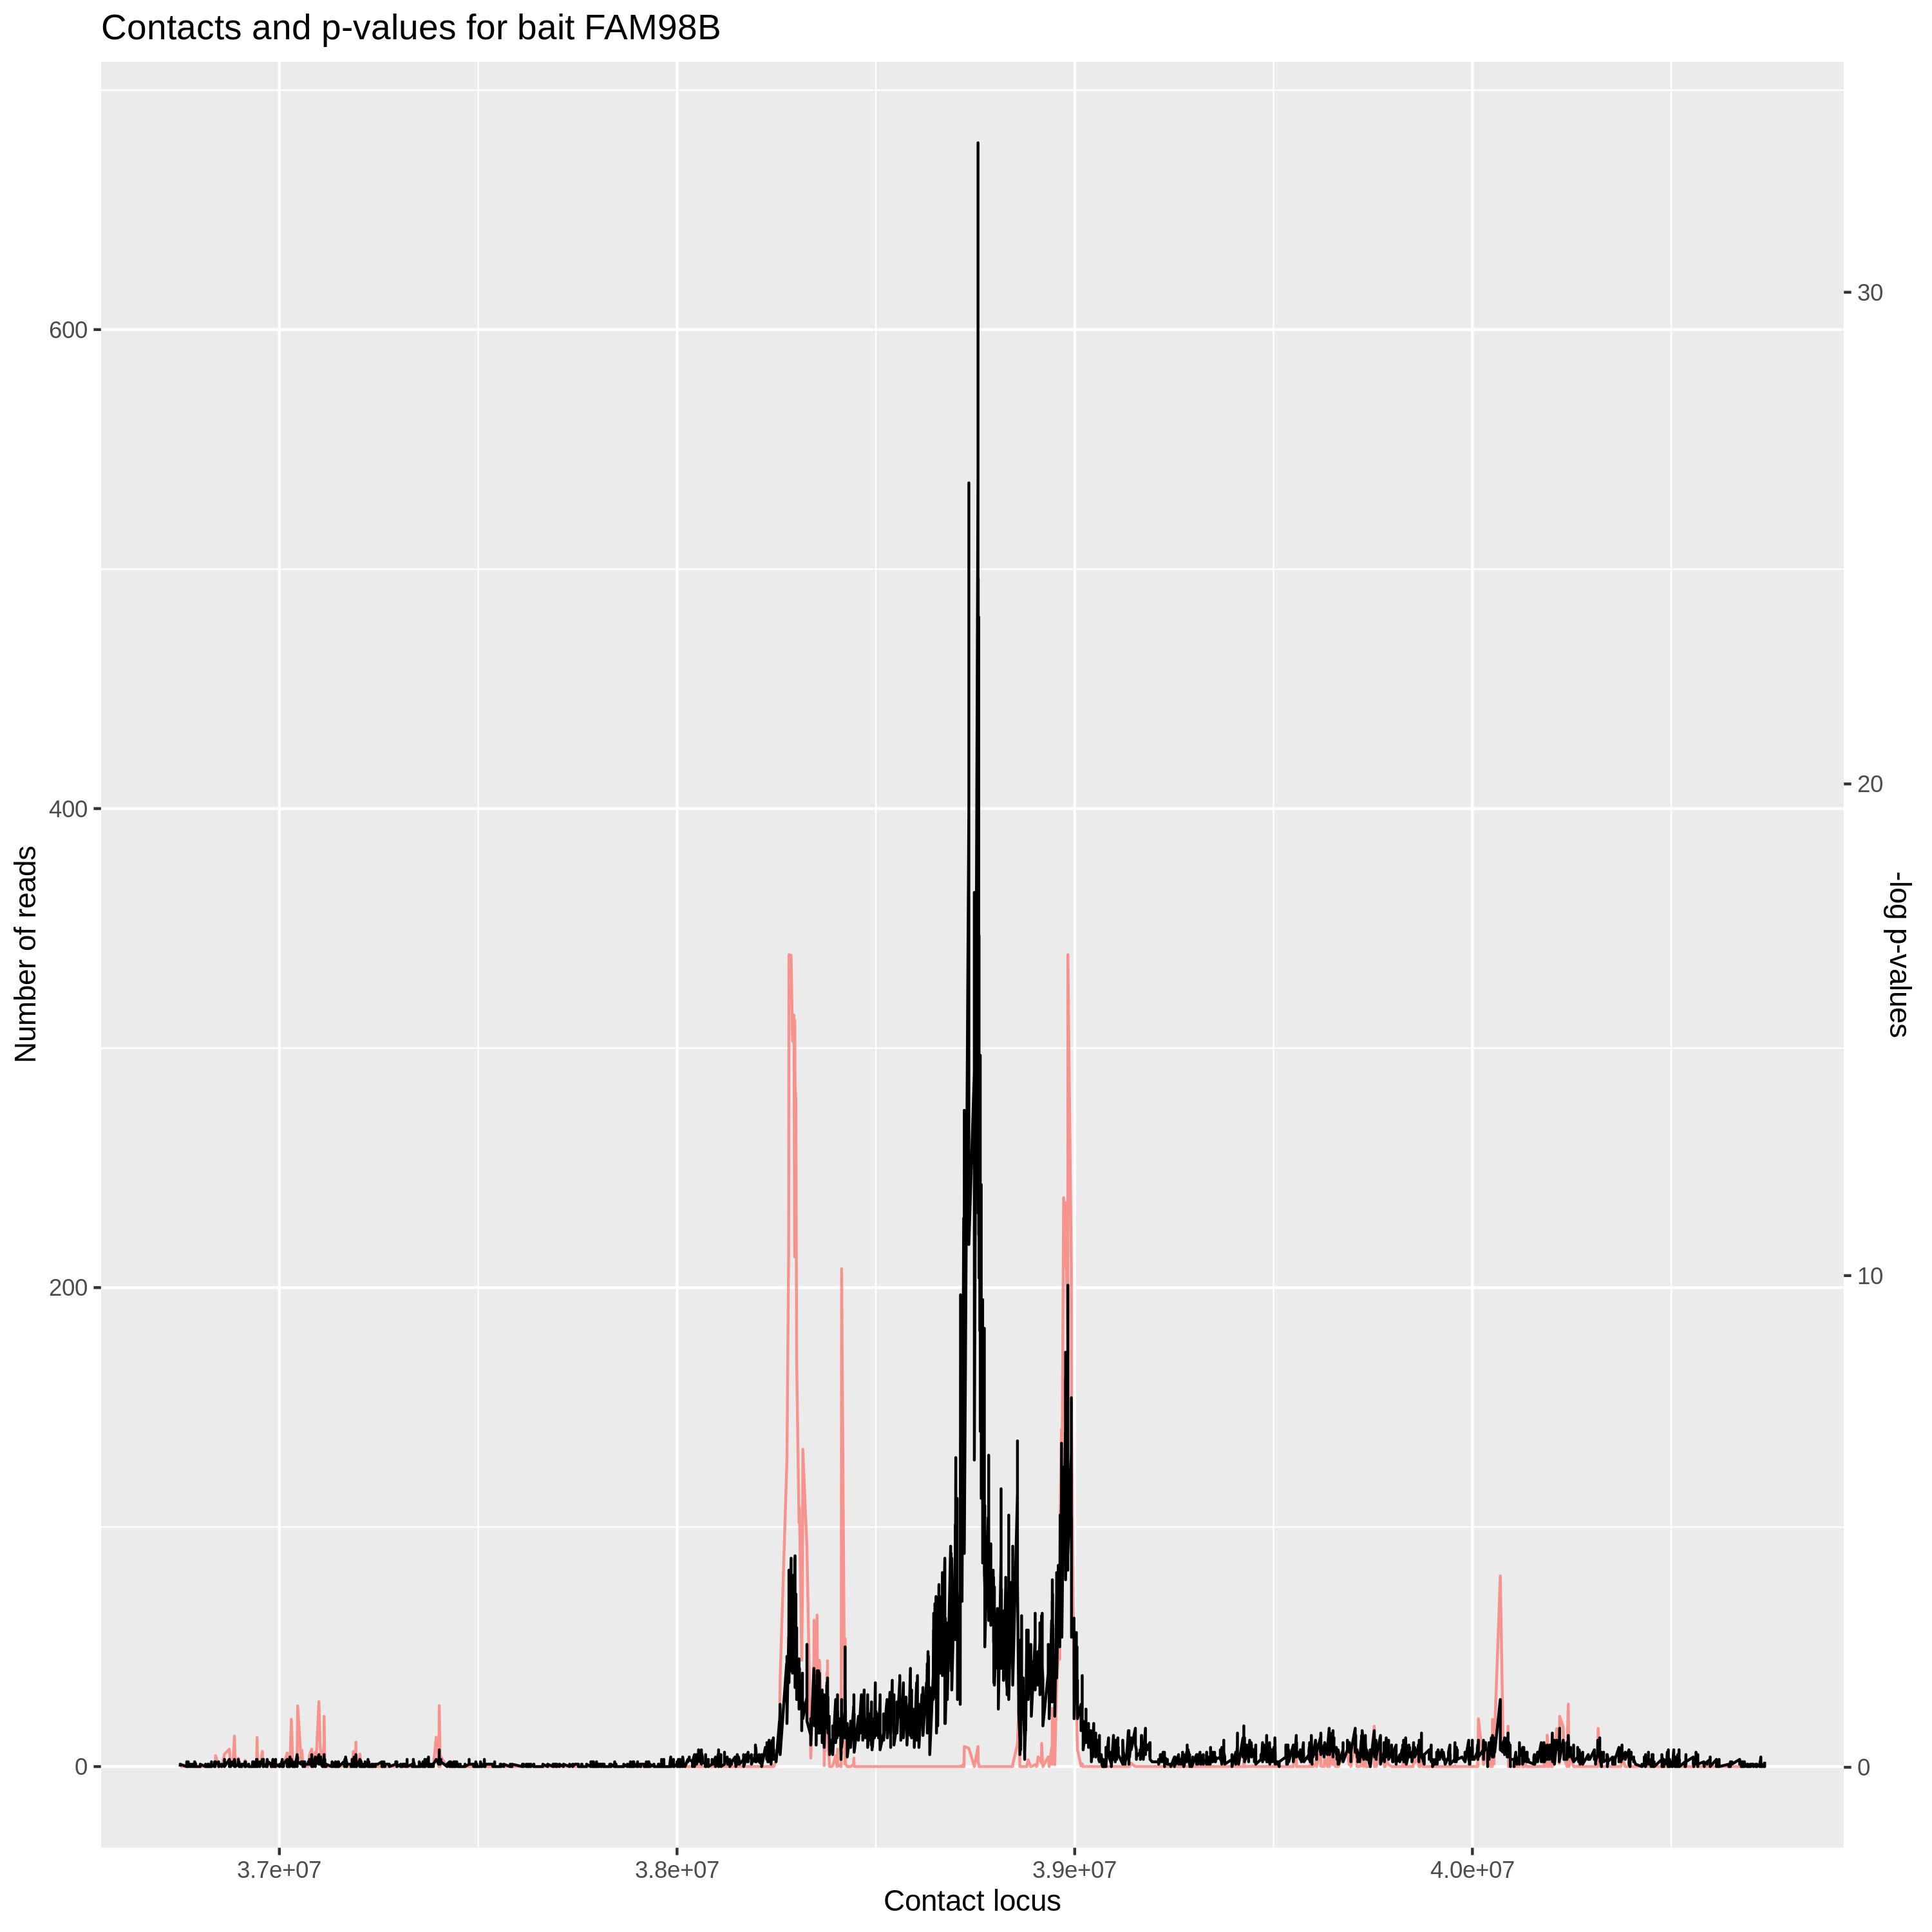 Contacts and p-values for bait FAM98B
600
400
200
0
Number of reads
30
20
10
0
-log p-values
3.7e+07
3.8e+07
3.9e+07
4.0e+07
Contact locus